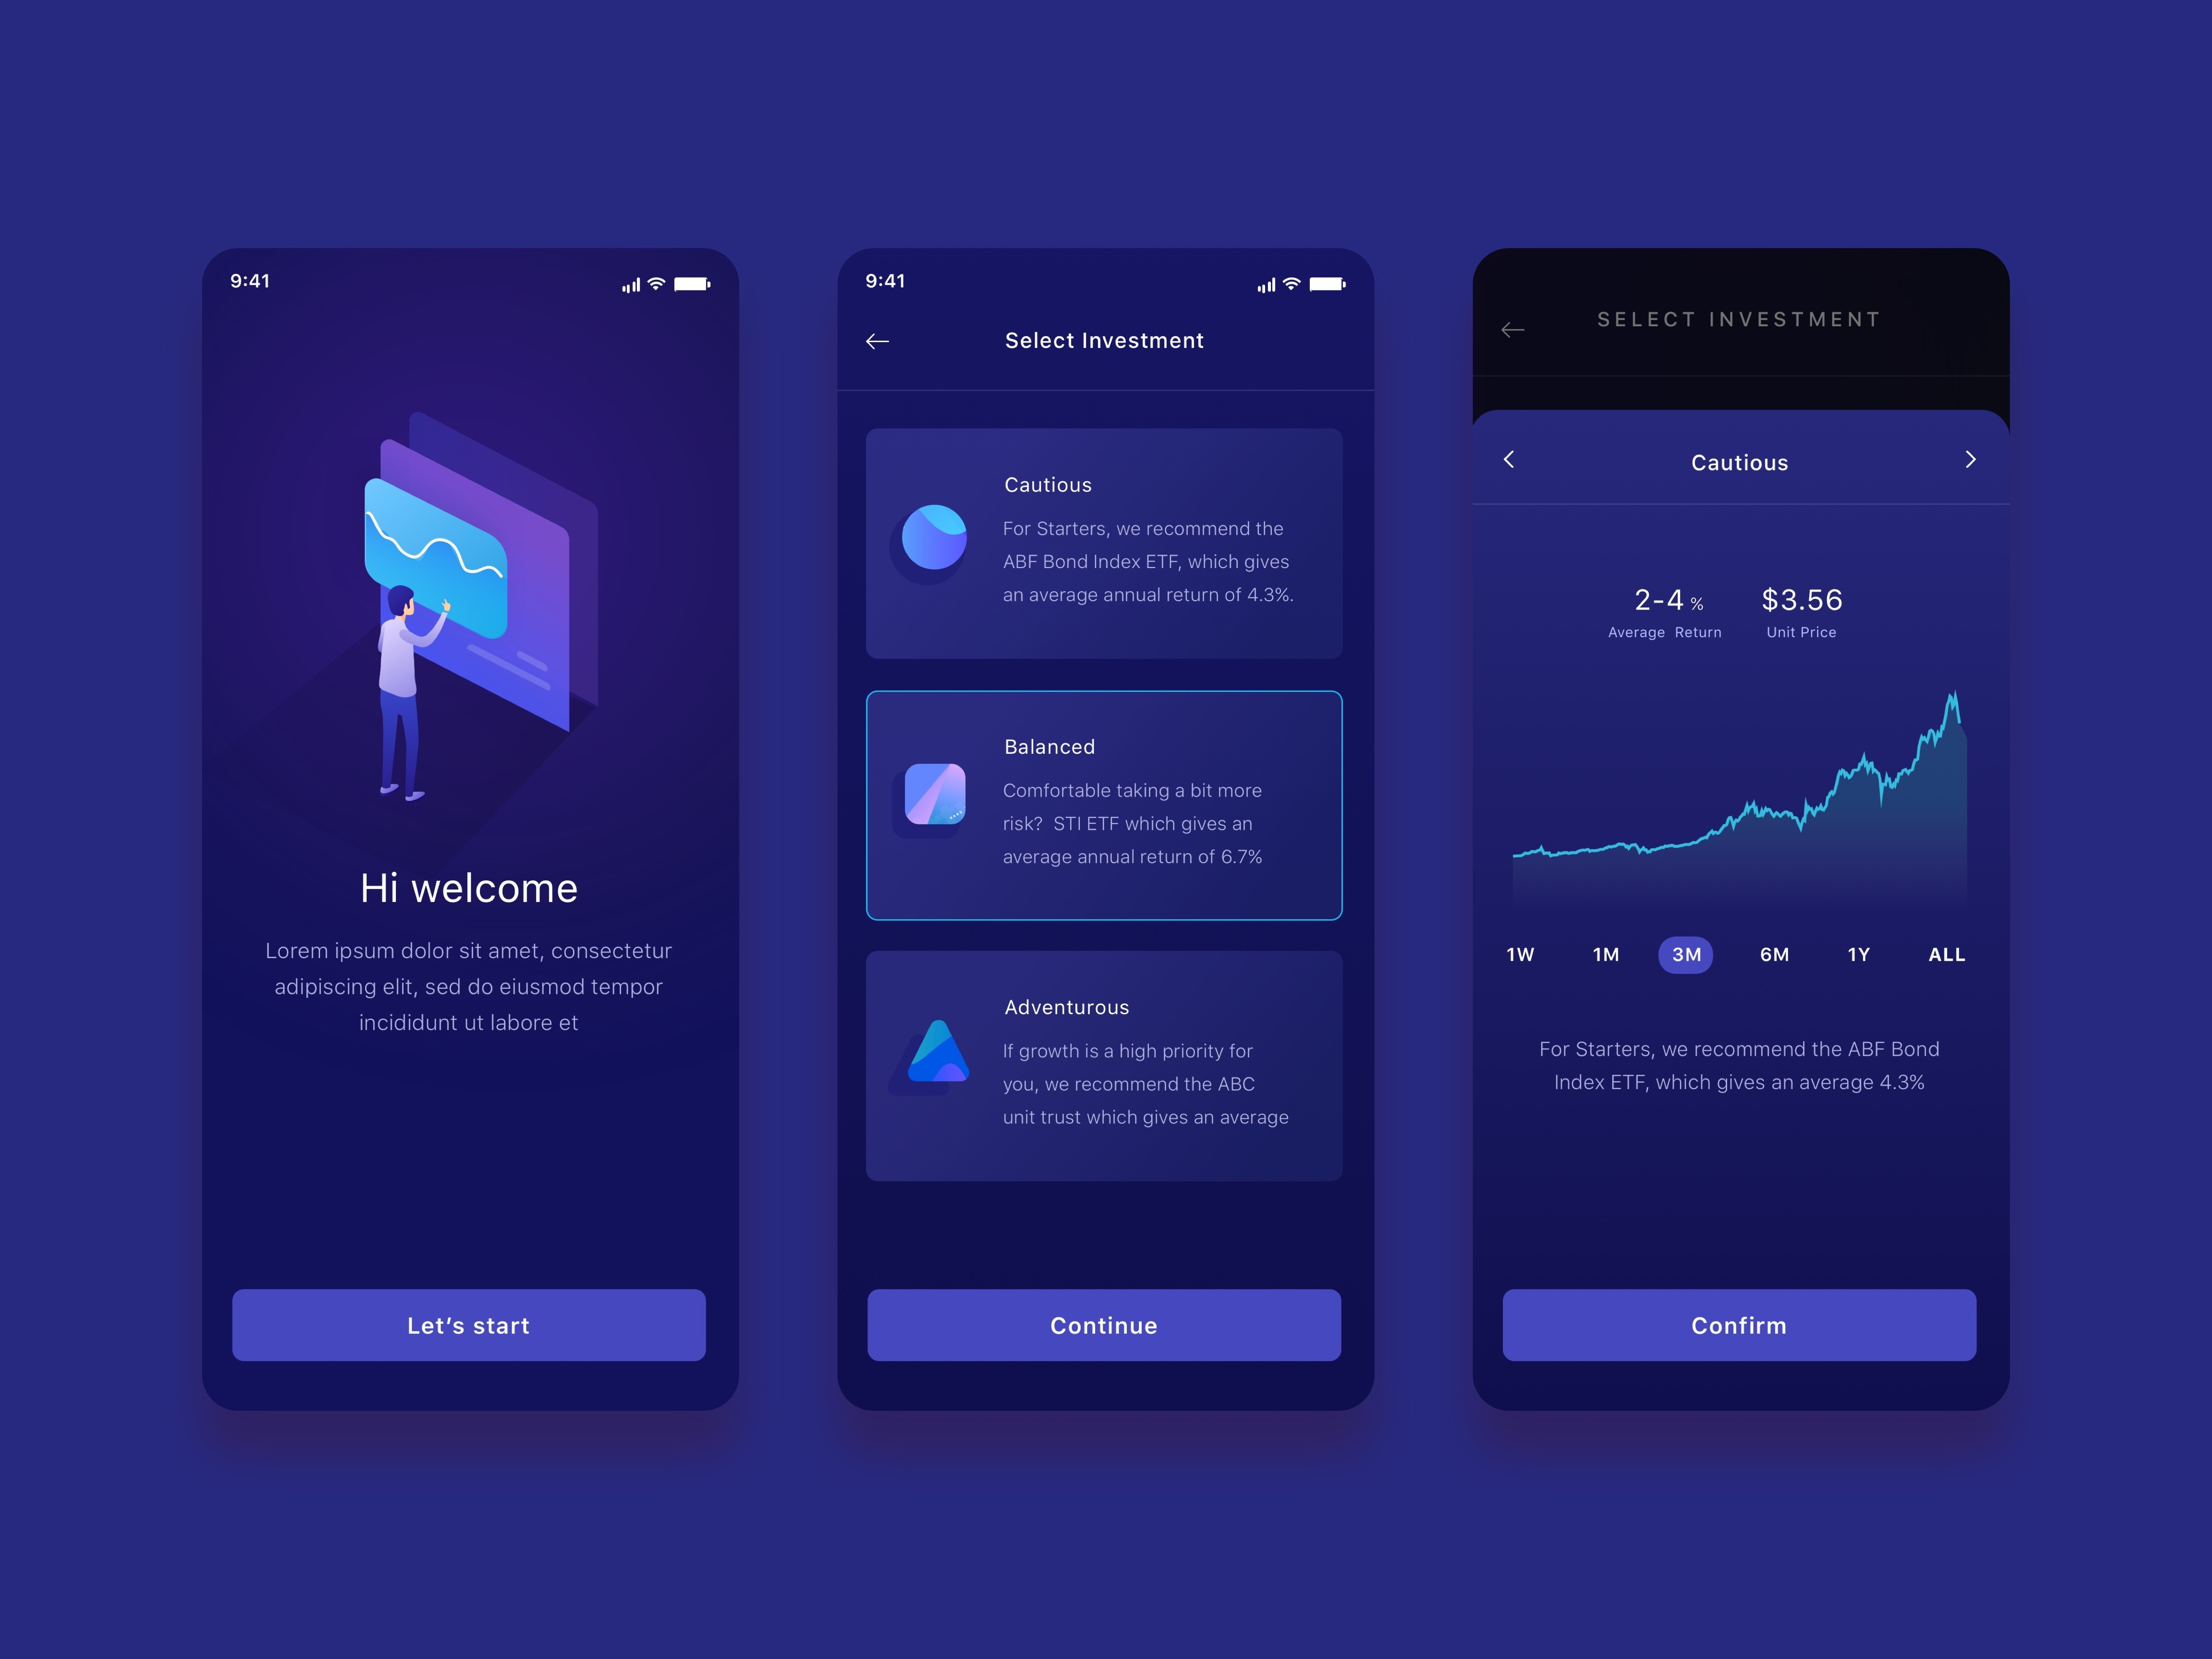 9:41
Hi welcome
Lorem ipsum dolor sit amet, consectetur
adipiscing elit, sed do eiusmod tempor
incididunt ut labore et
Let’s start
9:41
Select Investment
Cautious
For Starters, we recommend the
ABF Bond Index ETF, which gives
an average annual return of 4.3%.
Balanced
Comfortable taking a bit more
risk?  STI ETF which gives an
average annual return of 6.7%
Adventurous
If growth is a high priority for
you, we recommend the ABC
unit trust which gives an average
Continue
SELECT INVESTMENT
Cautious
2-4 % $3.56
Average Return Unit Price
1W 1M 3M 6M 1Y ALL
For Starters, we recommend the ABF Bond
Index ETF, which gives an average 4.3%
Confirm